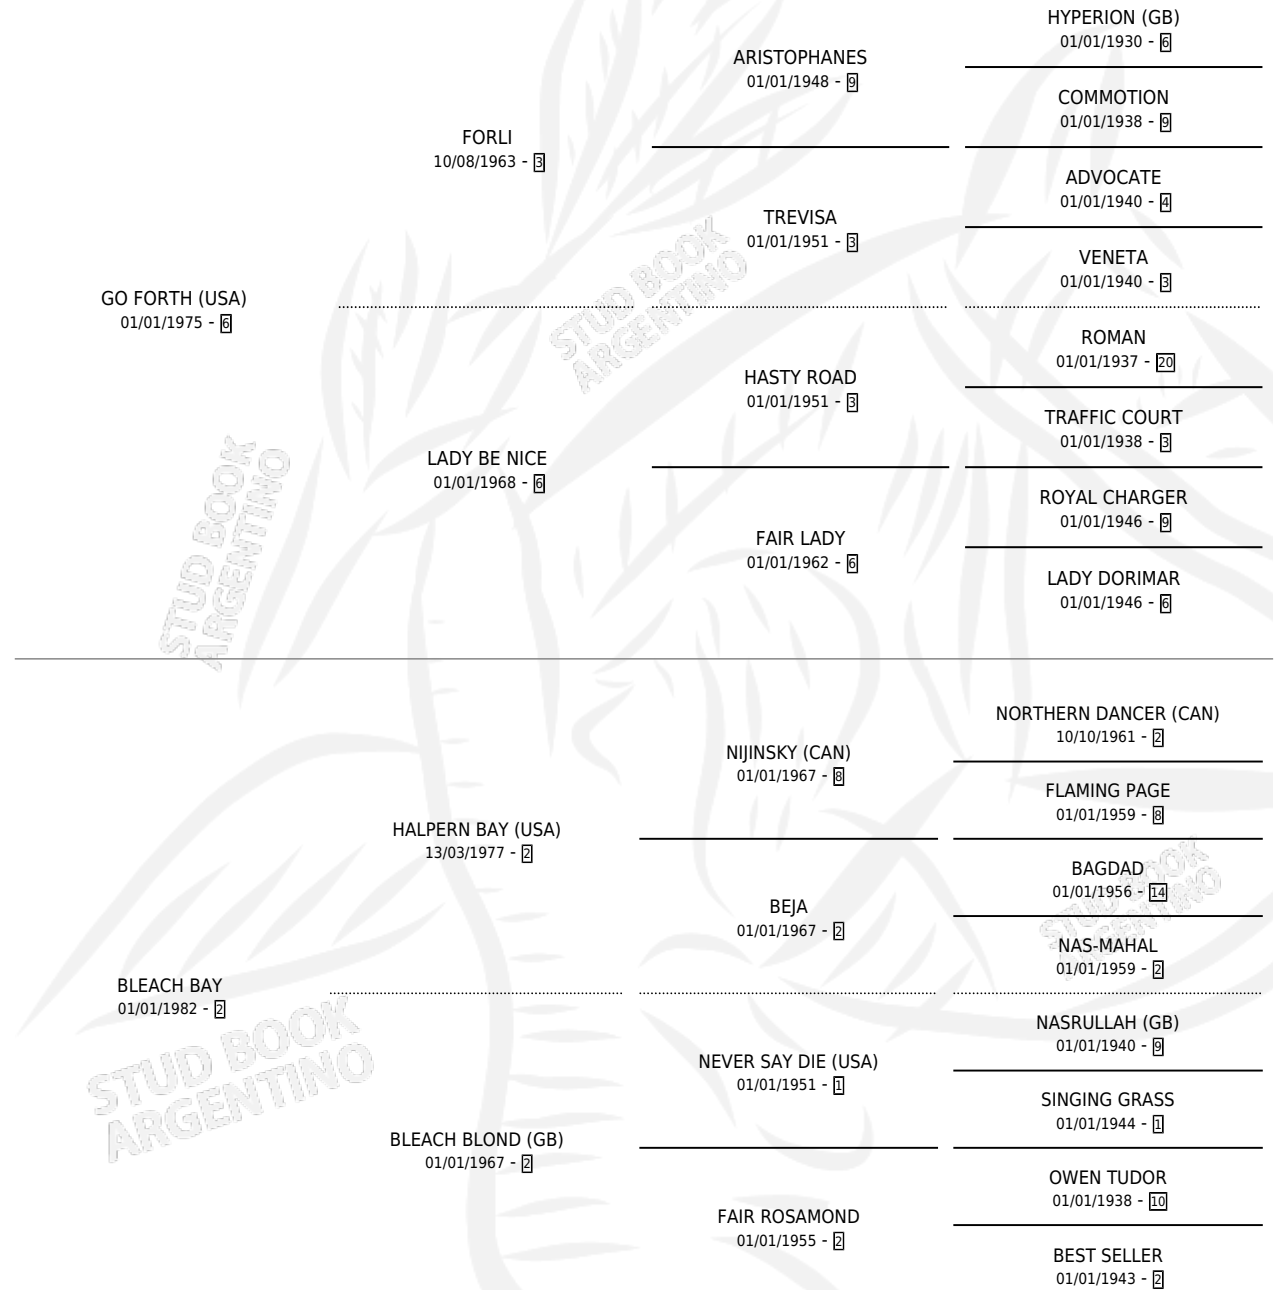 HYPERION (GB)
01/01/1930 - 6
ARISTOPHANES
01/01/1948 - 9
COMMOTION
01/01/1938 - 9
FORLI
10/08/1963 - 3
ADVOCATE
01/01/1940 - 4
TREVISA
01/01/1951 - 3
VENETA
01/01/1940 - 3
GO FORTH (USA)
01/01/1975 - 6
ROMAN
01/01/1937 - 20
HASTY ROAD
01/01/1951 - 3
TRAFFIC COURT
01/01/1938 - 3
LADY BE NICE
01/01/1968 - 6
ROYAL CHARGER
01/01/1946 - 9
FAIR LADY
01/01/1962 - 6
LADY DORIMAR
01/01/1946 - 6
STUD BOOK
ARGENTINO
STUD BOOK
ARGENTINO
NORTHERN DANCER (CAN)
10/10/1961 - 2
NIJINSKY (CAN)
01/01/1967 - 8
FLAMING PAGE
01/01/1959 - 8
HALPERN BAY (USA)
13/03/1977 - 2
BAGDAD
01/01/1956 - 14
BEJA
01/01/1967 - 2
NAS-MAHAL
01/01/1959 - 2
BLEACH BAY
01/01/1982 - 2
NASRULLAH (GB)
01/01/1940 - 9
NEVER SAY DIE (USA)
01/01/1951 - 1
SINGING GRASS
01/01/1944 - 1
BLEACH BLOND (GB)
01/01/1967 - 2
OWEN TUDOR
01/01/1938 - 10
FAIR ROSAMOND
01/01/1955 - 2
BEST SELLER
01/01/1943 - 2
STUD BOOK
ARGENTINO
STUD BOOK
ARGENTINO